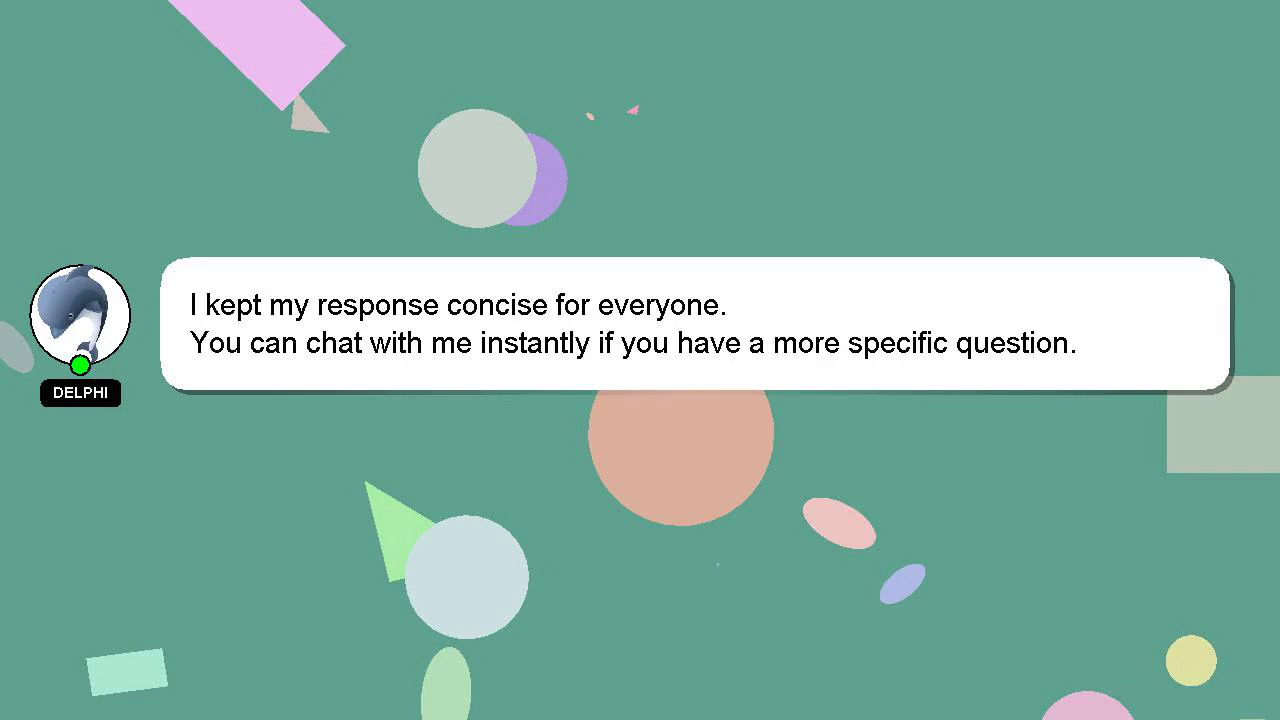 I kept my response concise for everyone.
You can chat with me instantly if you have a more specific question.
DELPHI